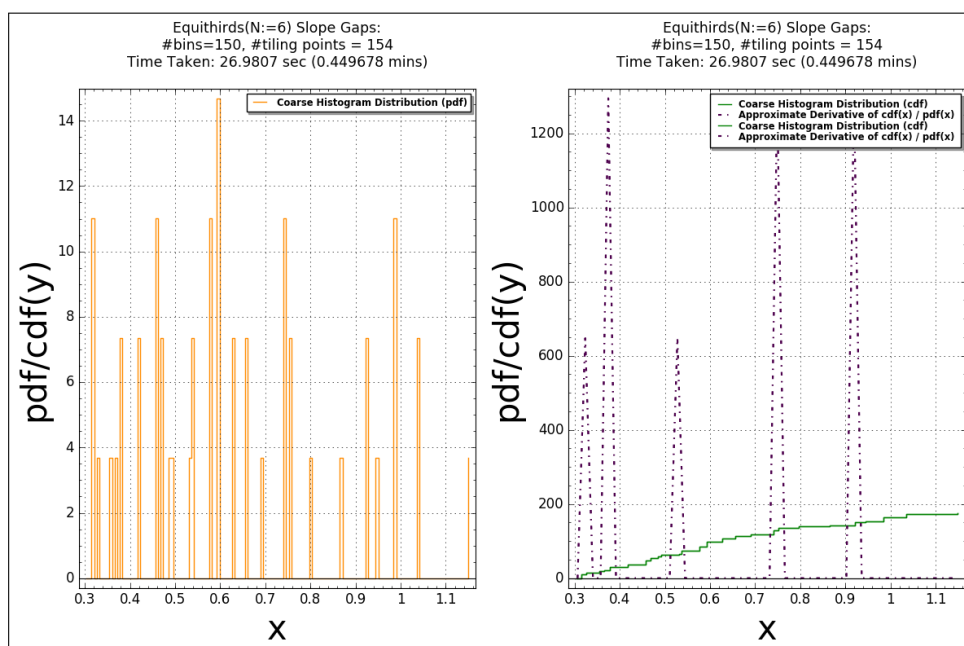 Equithirds(N:=6) Slope Gaps:
#bins=150, #tiling points = 154
Time Taken: 26.9807 sec (0.449678 mins)
Coarse Histogram Distribution (pdf)
pdf/cdf(y)
14
12
10
8
6
4
2
0
0.3 0.4 0.5 0.6 0.7 0.8 0.9 1 1.1
x
Equithirds(N:=6) Slope Gaps:
#bins=150, #tiling points = 154
Time Taken: 26.9807 sec (0.449678 mins)
Coarse Histogram Distribution (cdf)
Approximate Derivative of cdf(x) / pdf(x)
Coarse Histogram Distribution (cdf)
Approximate Derivative of cdf(x) / pdf(x)
pdf/cdf(y)
1200
1000
800
600
400
200
0
0.3 0.4 0.5 0.6 0.7 0.8 0.9 1 1.1
x